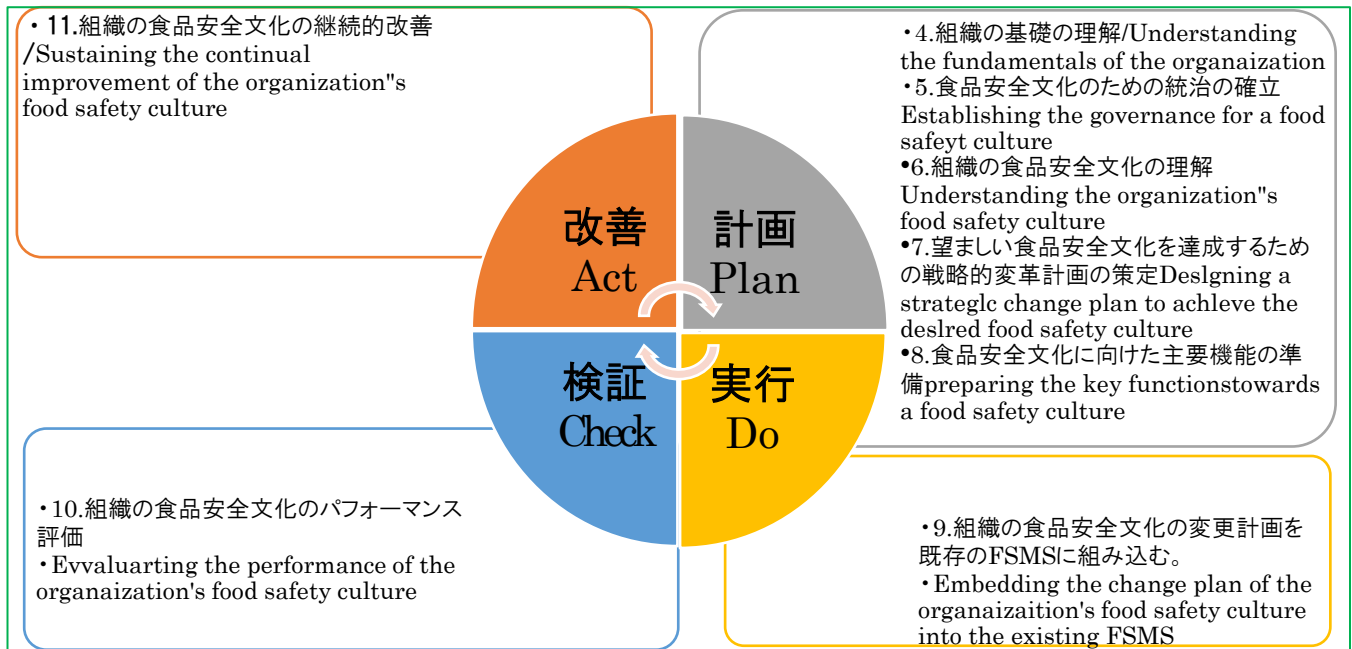 ・11.組織の食品安全文化の継続的改善
/Sustaining the continual
improvement of the organization"s
food safety culture
・4.組織の基礎の理解/Understanding
the fundamentals of the organaization
・5.食品安全文化のための統治の確立
Establishing the governance for a food
safeyt culture
•6.組織の食品安全文化の理解
Understanding the organization"s
food safety culture
•7.望ましい食品安全文化を達成するため
の戦略的変革計画の策定Deslgning a
strateglc change plan to achleve the
deslred food safety culture
•8.食品安全文化に向けた主要機能の準
備preparing the key functionstowards
a food safety culture
改善
Act
計画
Plan
検証
Check
実行
Do
・10.組織の食品安全文化のパフォーマンス
評価
・Evvaluarting the performance of the
organaization's food safety culture
・9.組織の食品安全文化の変更計画を
既存のFSMSに組み込む。
・Embedding the change plan of the
organaizaition's food safety culture
into the existing FSMS